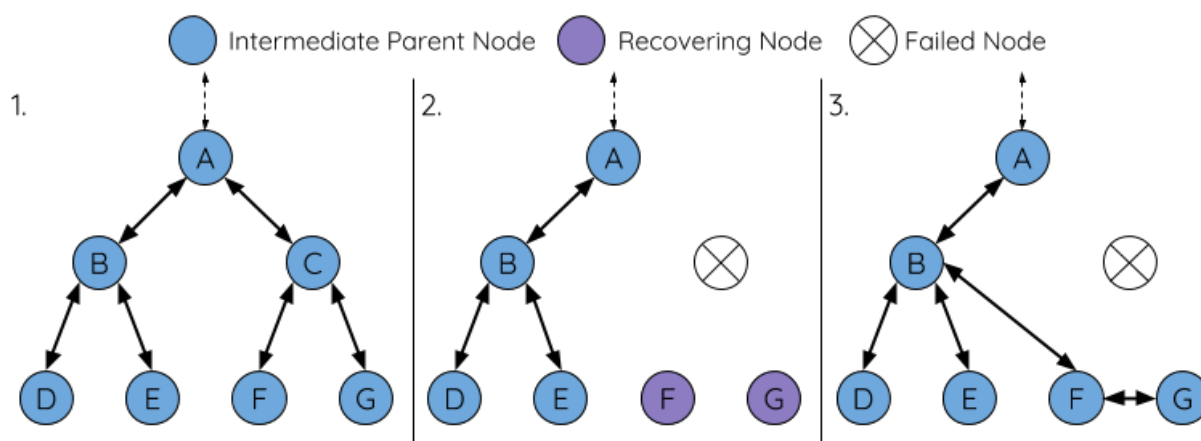 Intermediate Parent Node
Recovering Node
Failed Node
1.
A
B
C
D
E
F
G
2.
A
B
D
E
F
G
3.
A
B
D
E
F
G